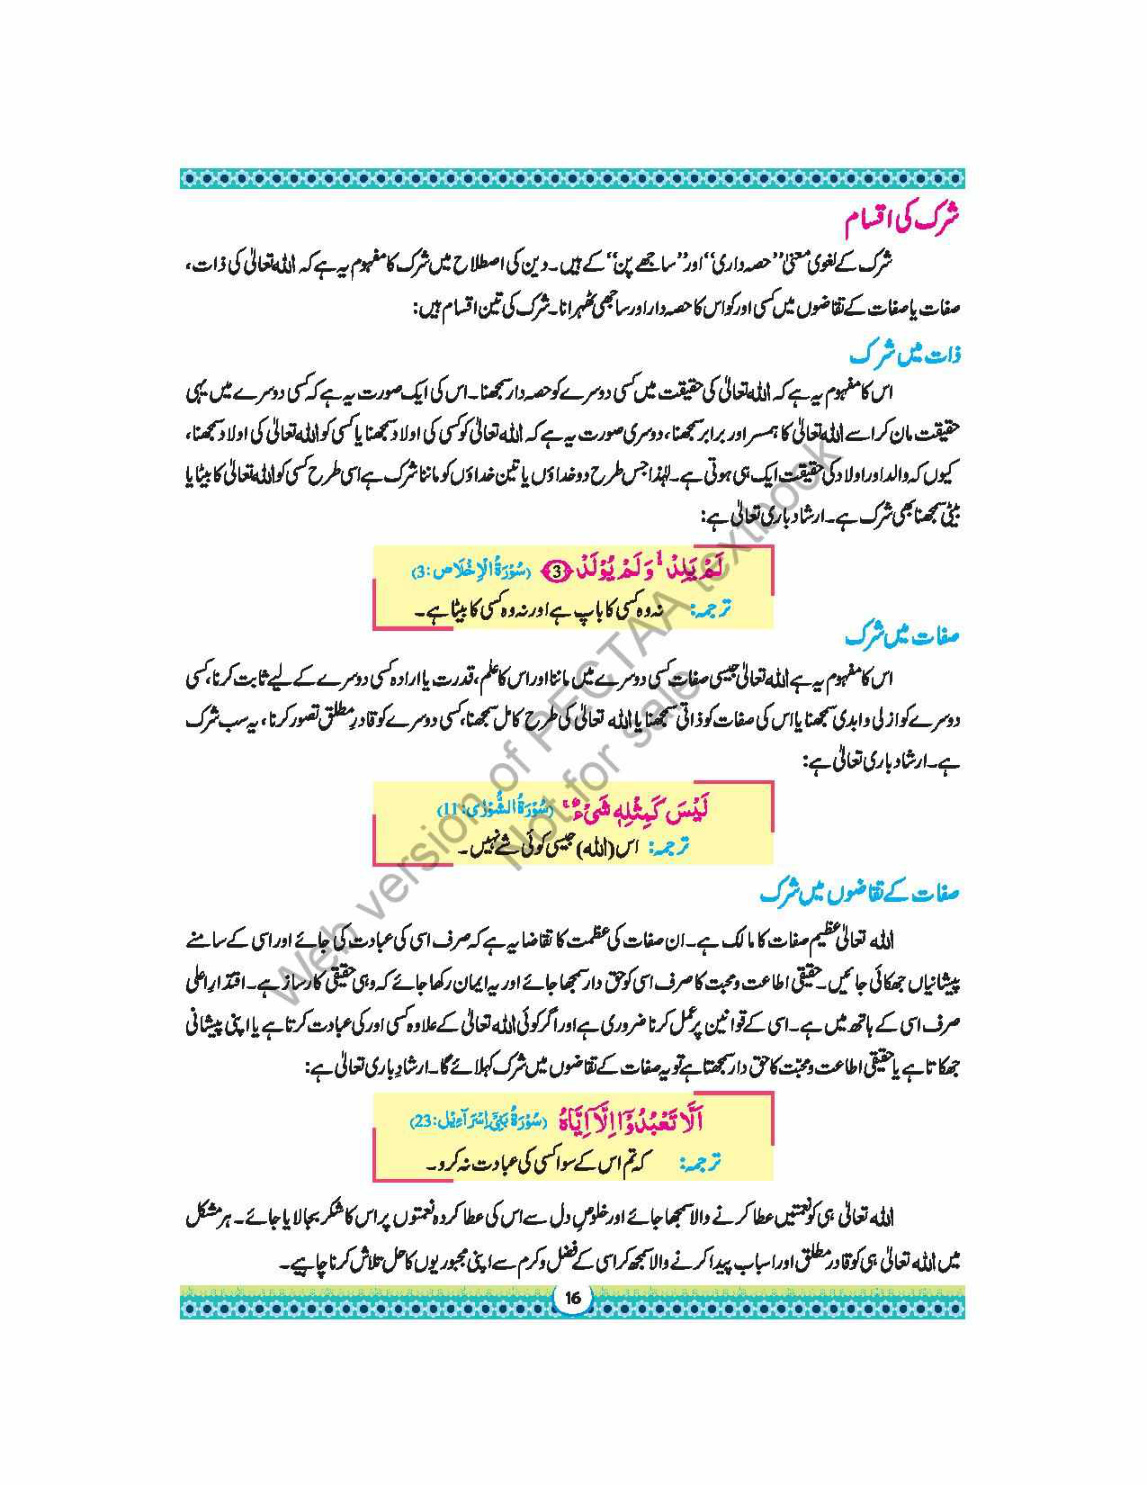 شرک کی اقسام
شرک کے لغوی معنیٰ ”حصہ داری“ اور ”ساجھے پن“ کے ہیں۔ دین کی اصطلاح میں شرک کا مفہوم یہ ہے کہ اللہ تعالیٰ کی ذات،
صفات یا صفات کے تقاضوں میں کسی اور کو اس کا حصہ دار اور ساجھی ٹھہرانا۔ شرک کی تین اقسام ہیں:
ذات میں شرک
اس کا مفہوم یہ ہے کہ اللہ تعالیٰ کی حقیقت میں کسی دوسرے کو حصہ دار سمجھنا۔ اس کی ایک صورت یہ ہے کہ کسی دوسرے میں یہی
حقیقت مان کر اسے اللہ تعالیٰ کا ہمسر اور برابر سمجھنا، دوسری صورت یہ ہے کہ اللہ تعالیٰ کو کسی کی اولاد سمجھنا یا کسی کو اللہ تعالیٰ کی اولاد سمجھنا،
کیوں کہ والد اور اولاد کی حقیقت ایک ہی ہوتی ہے۔ لہٰذا جس طرح دو خداؤں یا تین خداؤں کو ماننا شرک ہے اسی طرح کسی کو اللہ تعالیٰ کا بیٹا یا
بیٹی سمجھنا بھی شرک ہے۔ ارشاد باری تعالیٰ ہے:
لَمْ يَلِدْ ۙ وَلَمْ يُوْلَدْ ﴿3﴾ (سُوْرَةُ الْاِخْلَاص:3)
ترجمہ: نہ وہ کسی کا باپ ہے اور نہ وہ کسی کا بیٹا ہے۔
صفات میں شرک
اس کا مفہوم یہ ہے اللہ تعالیٰ جیسی صفات کسی دوسرے میں ماننا اور اس کا علم، قدرت یا ارادہ کسی دوسرے کے لیے ثابت کرنا، کسی
دوسرے کو ازلی و ابدی سمجھنا یا اس کی صفات کو ذاتی سمجھنا یا اللہ تعالیٰ کی طرح کامل سمجھنا، کسی دوسرے کو قادرِ مطلق تصور کرنا، یہ سب شرک
ہے۔ ارشاد باری تعالیٰ ہے:
لَيْسَ كَمِثْلِهٖ شَيْءٌ ۚ (سُوْرَةُ الشُّوْرٰى:11)
ترجمہ: اس (اللہ) جیسی کوئی شے نہیں۔
صفات کے تقاضوں میں شرک
اللہ تعالیٰ عظیم صفات کا مالک ہے۔ ان صفات کی عظمت کا تقاضا یہ ہے کہ صرف اسی کی عبادت کی جائے اور اسی کے سامنے
پیشانیاں جھکائی جائیں۔ حقیقی اطاعت و محبت کا صرف اسی کو حق دار سمجھا جائے اور یہ ایمان رکھا جائے کہ وہی حقیقی کارساز ہے۔ اقتدارِ اعلی
صرف اسی کے ہاتھ میں ہے۔ اسی کے قوانین پر عمل کرنا ضروری ہے اور اگر کوئی اللہ تعالیٰ کے علاوہ کسی اور کی عبادت کرتا ہے یا اپنی پیشانی
جھکاتا ہے یا حقیقی اطاعت و محبّت کا حق دار سمجھتا ہے تو یہ صفات کے تقاضوں میں شرک کہلائے گا۔ ارشادِ باری تعالیٰ ہے:
اَلَّا تَعْبُدُوْٓا اِلَّآ اِيَّاهُ (سُوْرَةُ بَنِيْٓ اِسْرَآءِيْل:23)
ترجمہ: کہ تم اس کے سوا کسی کی عبادت نہ کرو۔
اللہ تعالیٰ ہی کو نعمتیں عطا کرنے والا سمجھا جائے اور خلوصِ دل سے اس کی عطا کردہ نعمتوں پر اس کا شکر بجا لایا جائے۔ ہر مشکل
میں اللہ تعالیٰ ہی کو قادر مطلق اور اسباب پیدا کرنے والا سمجھ کر اسی کے فضل و کرم سے اپنی مجبوریوں کا حل تلاش کرنا چاہیے۔
16
Web version of PECTAA textbook
Not for sale